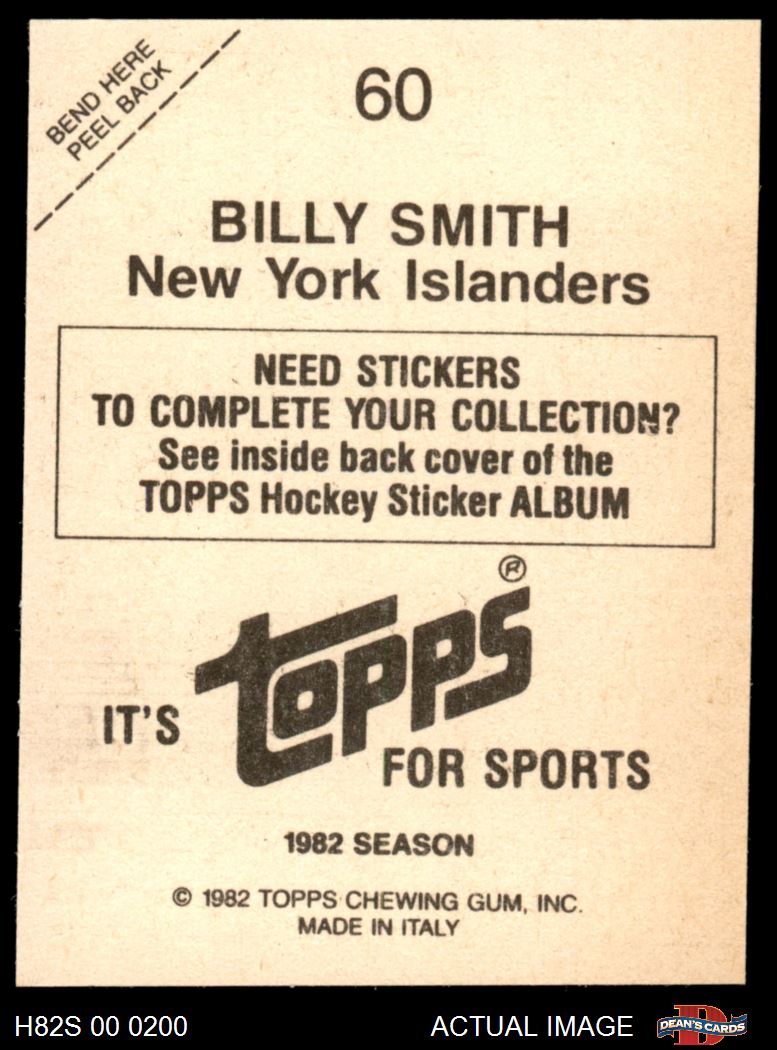 BEND HERE
PEEL BACK
60
BILLY SMITH
New York Islanders
NEED STICKERS
TO COMPLETE YOUR COLLECTION?
See inside back cover of the
TOPPS Hockey Sticker ALBUM
IT'S topps®
FOR SPORTS
1982 SEASON
© 1982 TOPPS CHEWING GUM, INC.
MADE IN ITALY
H82S 00 0200 ACTUAL IMAGE D DEAN'S CARDS